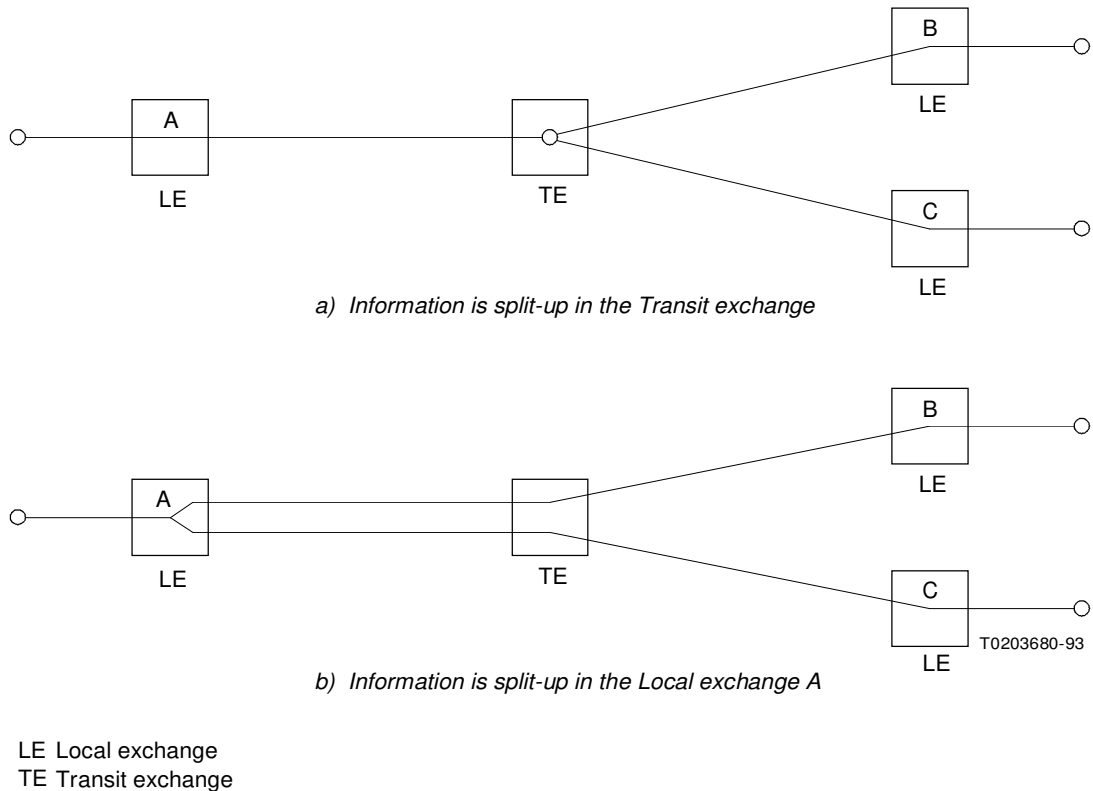 B
LE
A
LE
TE
C
LE
a) Information is split-up in the Transit exchange
B
LE
A
LE
TE
C
LE
T0203680-93
b) Information is split-up in the Local exchange A
LE Local exchange
TE Transit exchange